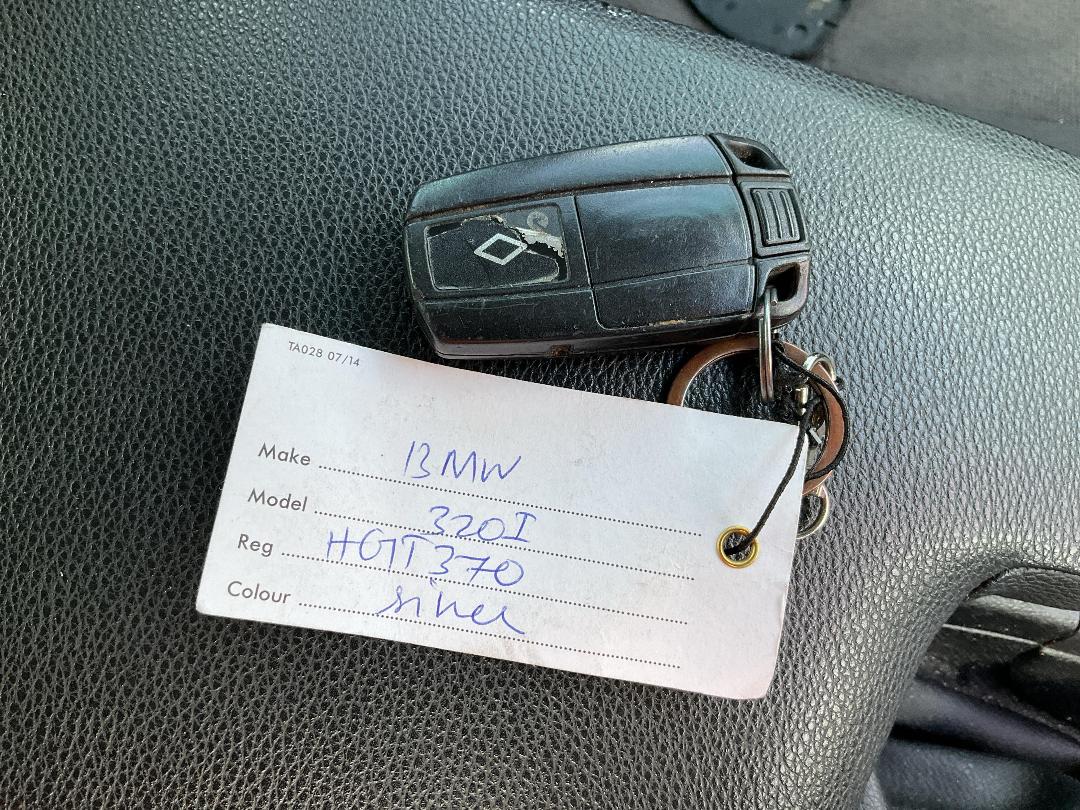 TA028 07/14
Make BMW
Model 320I
Reg HGT370
Colour silver